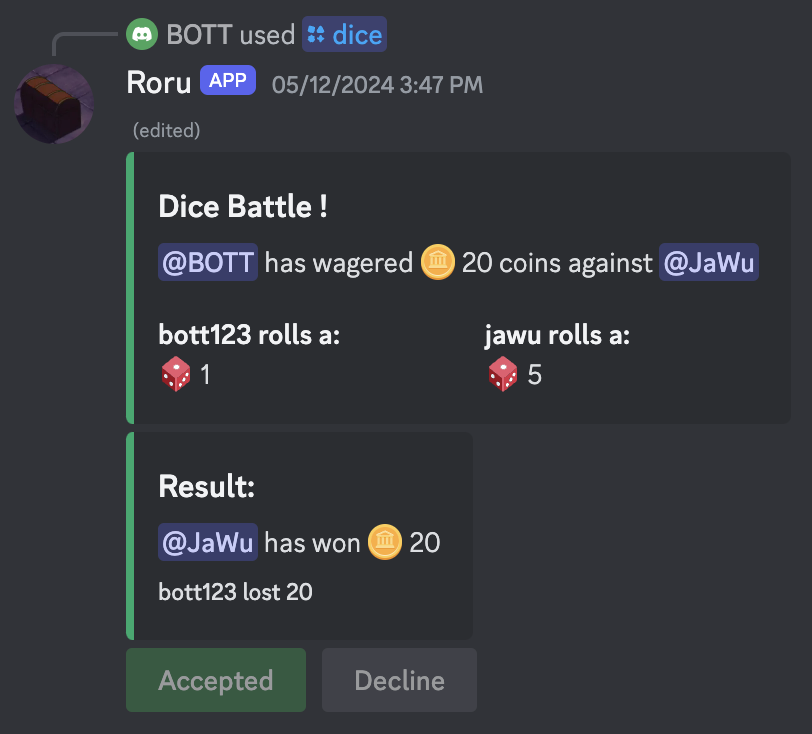 BOTT used dice
Roru APP 05/12/2024 3:47 PM
(edited)
Dice Battle !
@BOTT has wagered 20 coins against @JaWu
bott123 rolls a: jawu rolls a:
1 5
Result:
@JaWu has won 20
bott123 lost 20
Accepted Decline